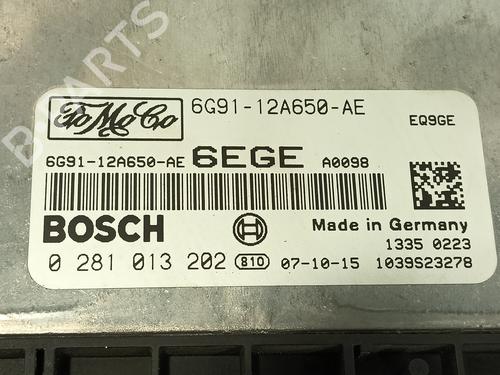 B PARTS
FoMoCo
6G91-12A650-AE
EQ9GE
6G91-12A650-AE 6EGE A0098
BOSCH
Made in Germany
1335 0223
0 281 013 202 810 07-10-15 1039S23278